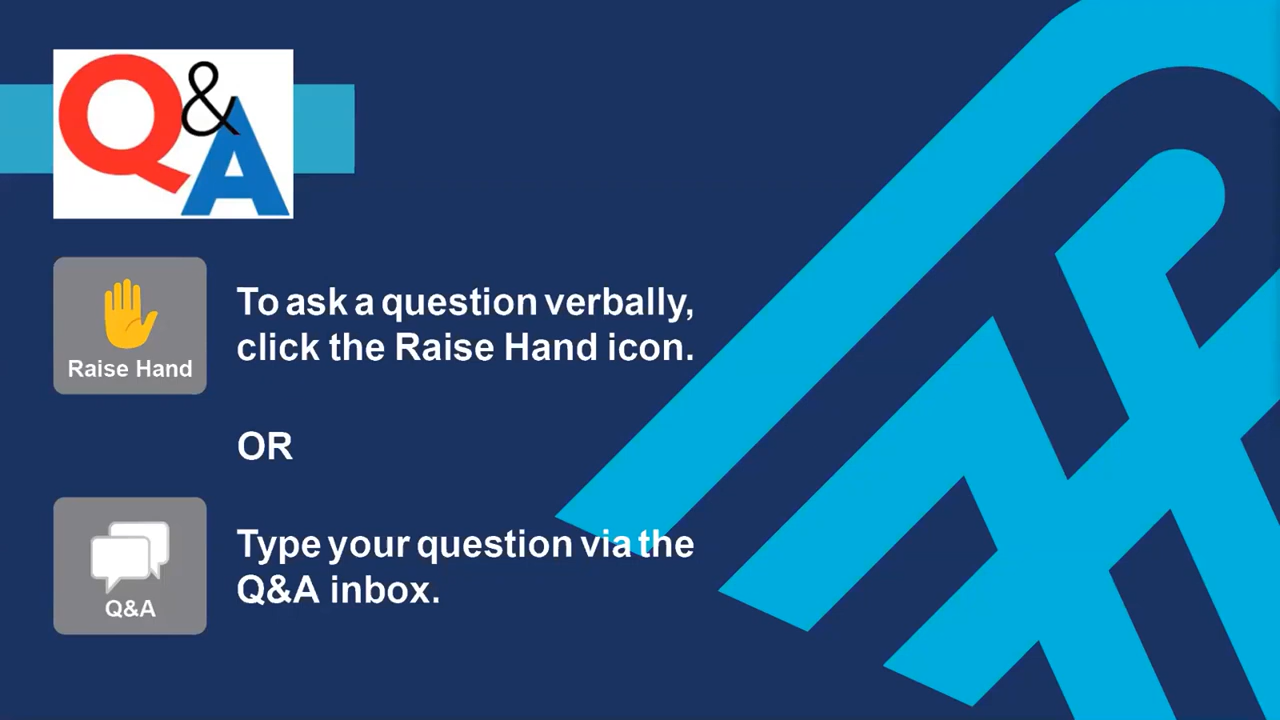 Q&A
Raise Hand
To ask a question verbally,
click the Raise Hand icon.
OR
Q&A
Type your question via the
Q&A inbox.